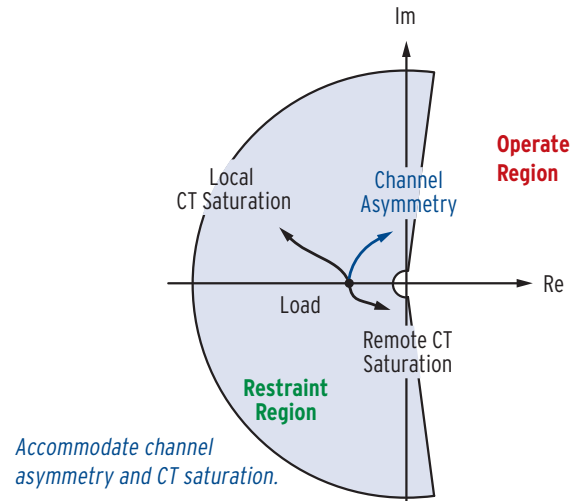 Im
Operate
Region
Local
CT Saturation
Channel
Asymmetry
Re
Load
Remote CT
Saturation
Restraint
Region
Accommodate channel
asymmetry and CT saturation.